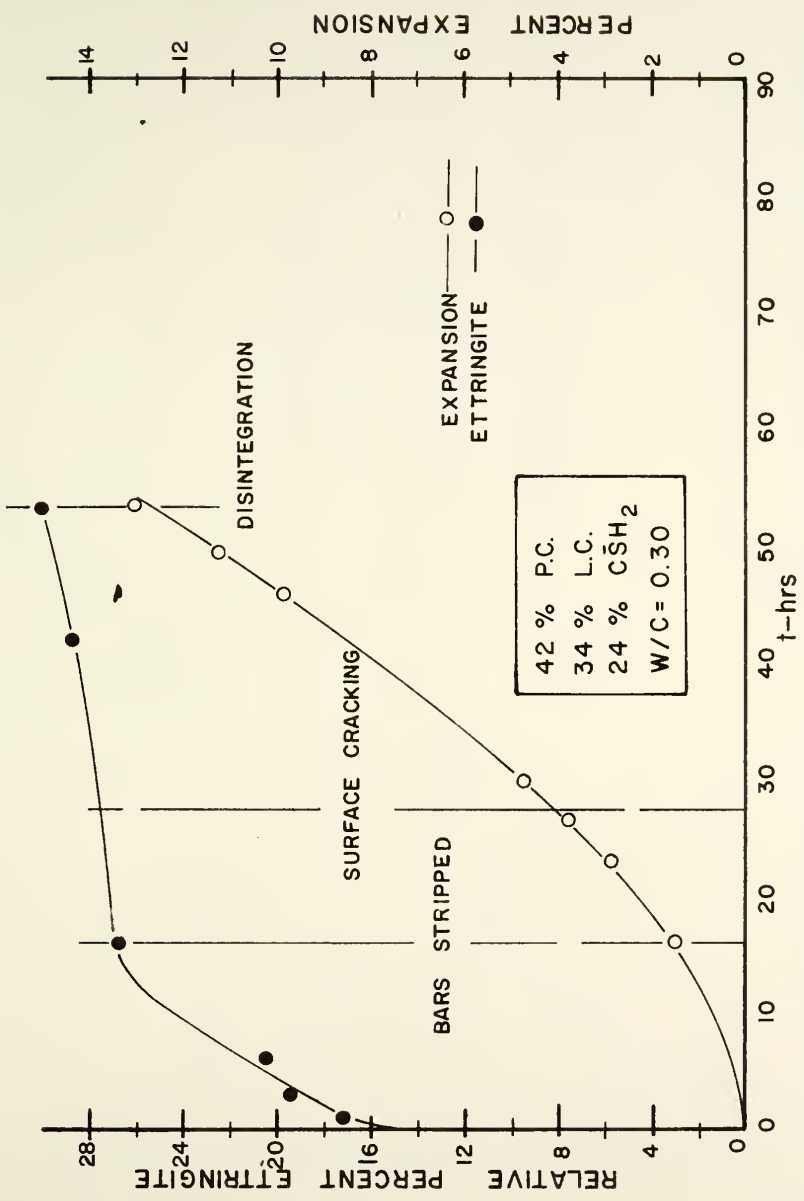 RELATIVE PERCENT ETTRINGITE
28
24
20
16
12
8
4
0
PERCENT EXPANSION
14
12
10
8
6
4
2
0
0 10 20 30 40 50 60 70 80 90
t-hrs
BARS STRIPPED
SURFACE CRACKING
DISINTEGRATION
EXPANSION
ETTRINGITE
42 % P.C.
34 % L.C.
24 % CS̄H₂
W/C= 0.30